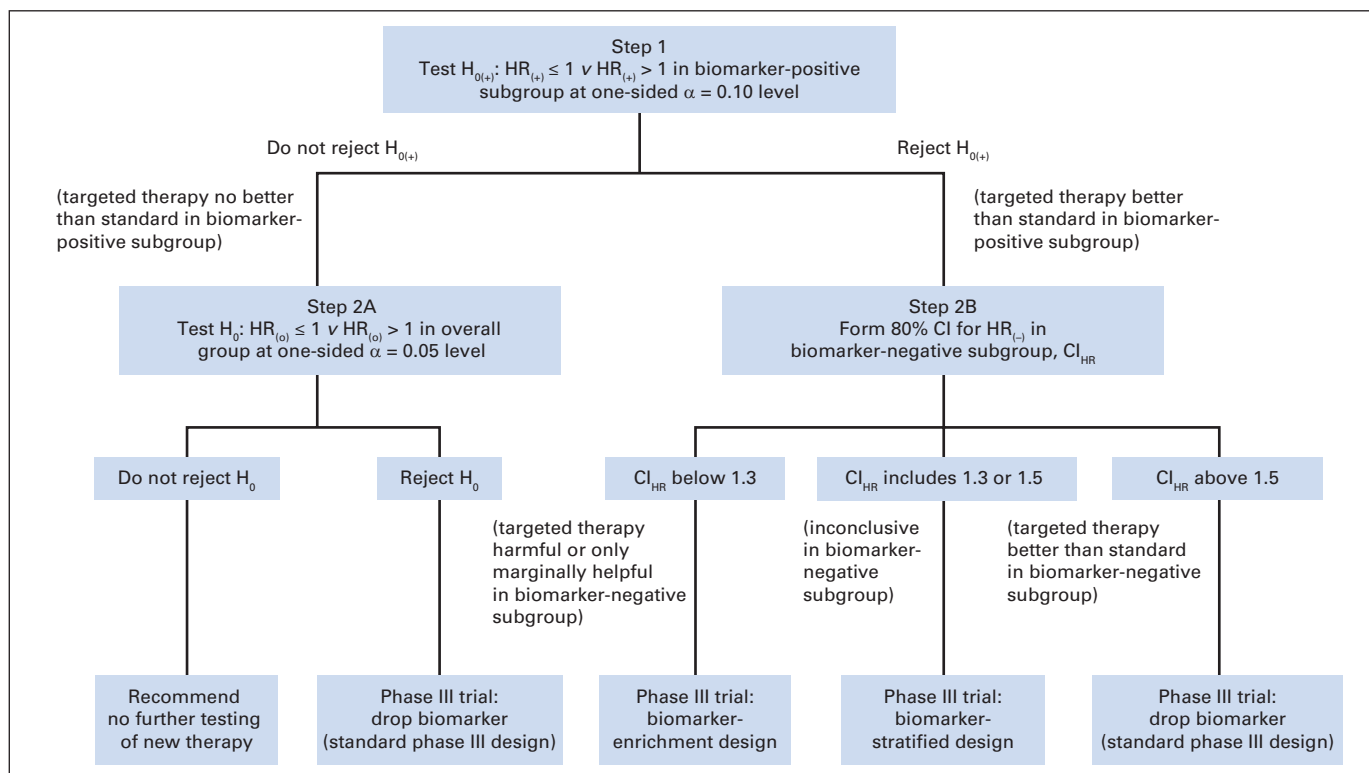 Step 1
Test H0(+): HR(+) ≤ 1 v HR(+) > 1 in biomarker-positive
subgroup at one-sided α = 0.10 level
Do not reject H0(+)
Reject H0(+)
(targeted therapy no better
than standard in biomarker-
positive subgroup)
(targeted therapy better
than standard in biomarker-
positive subgroup)
Step 2A
Test H0: HR(o) ≤ 1 v HR(o) > 1 in overall
group at one-sided α = 0.05 level
Step 2B
Form 80% CI for HR(–) in
biomarker-negative subgroup, CIHR
Do not reject H0
Reject H0
CIHR below 1.3
CIHR includes 1.3 or 1.5
CIHR above 1.5
(targeted therapy
harmful or only
marginally helpful
in biomarker-negative
subgroup)
(inconclusive
in biomarker-
negative
subgroup)
(targeted therapy
better than standard
in biomarker-negative
subgroup)
Recommend
no further testing
of new therapy
Phase III trial:
drop biomarker
(standard phase III design)
Phase III trial:
biomarker-
enrichment design
Phase III trial:
biomarker-
stratified design
Phase III trial:
drop biomarker
(standard phase III design)